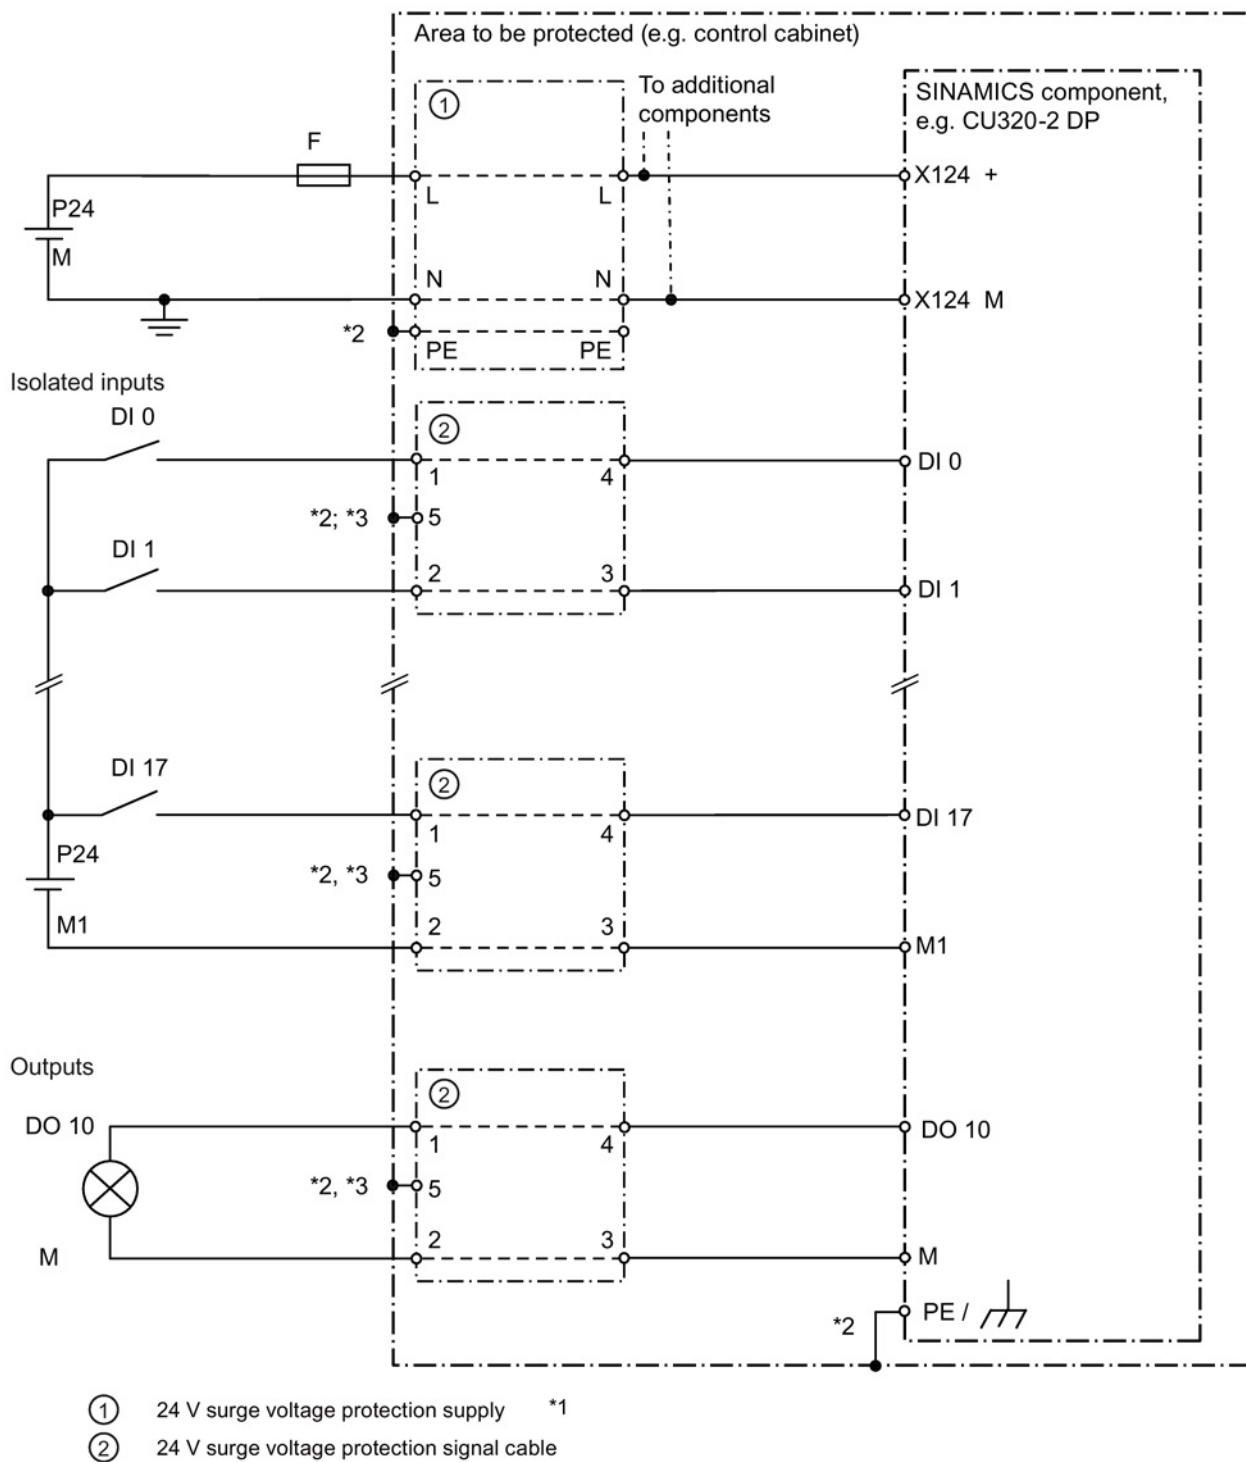 Area to be protected (e.g. control cabinet)
①
To additional
components
SINAMICS component,
e.g. CU320-2 DP
F
L
L
X124 +
P24
M
N
N
X124 M
*2
PE
PE
Isolated inputs
DI 0
②
1
4
DI 0
*2; *3
5
DI 1
2
3
DI 1
DI 17
②
1
4
DI 17
P24
*2, *3
5
M1
2
3
M1
Outputs
②
DO 10
1
4
DO 10
*2, *3
5
2
3
M
M
*2
PE /
① 24 V surge voltage protection supply *1
② 24 V surge voltage protection signal cable